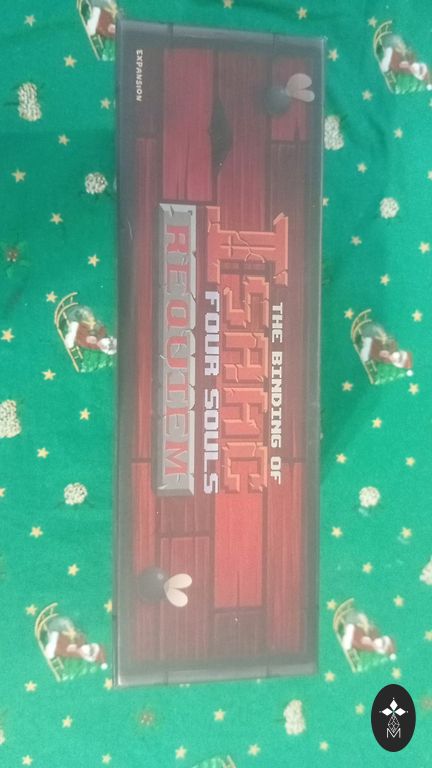 THE BINDING OF
ISAAC
FOUR SOULS
REQUIEM
EXPANSION
M